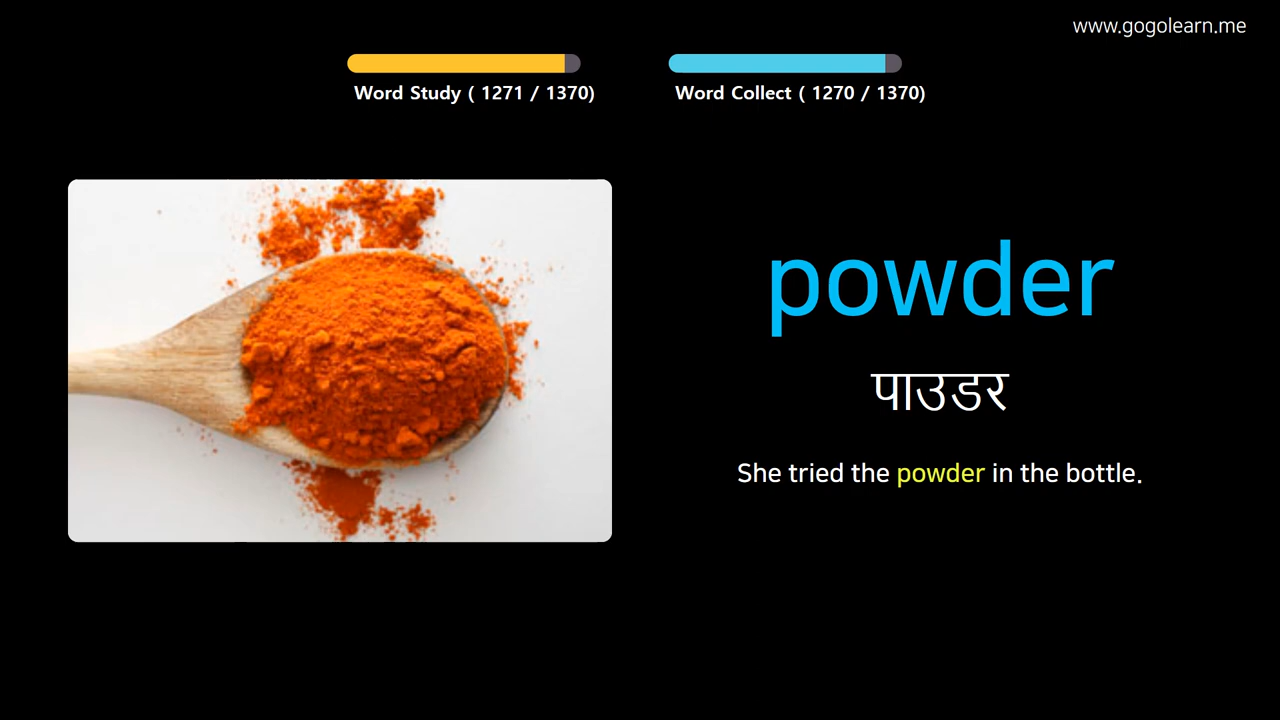 www.gogolearn.me
Word Study ( 1271 / 1370)
Word Collect ( 1270 / 1370)
powder
पाउडर
She tried the powder in the bottle.